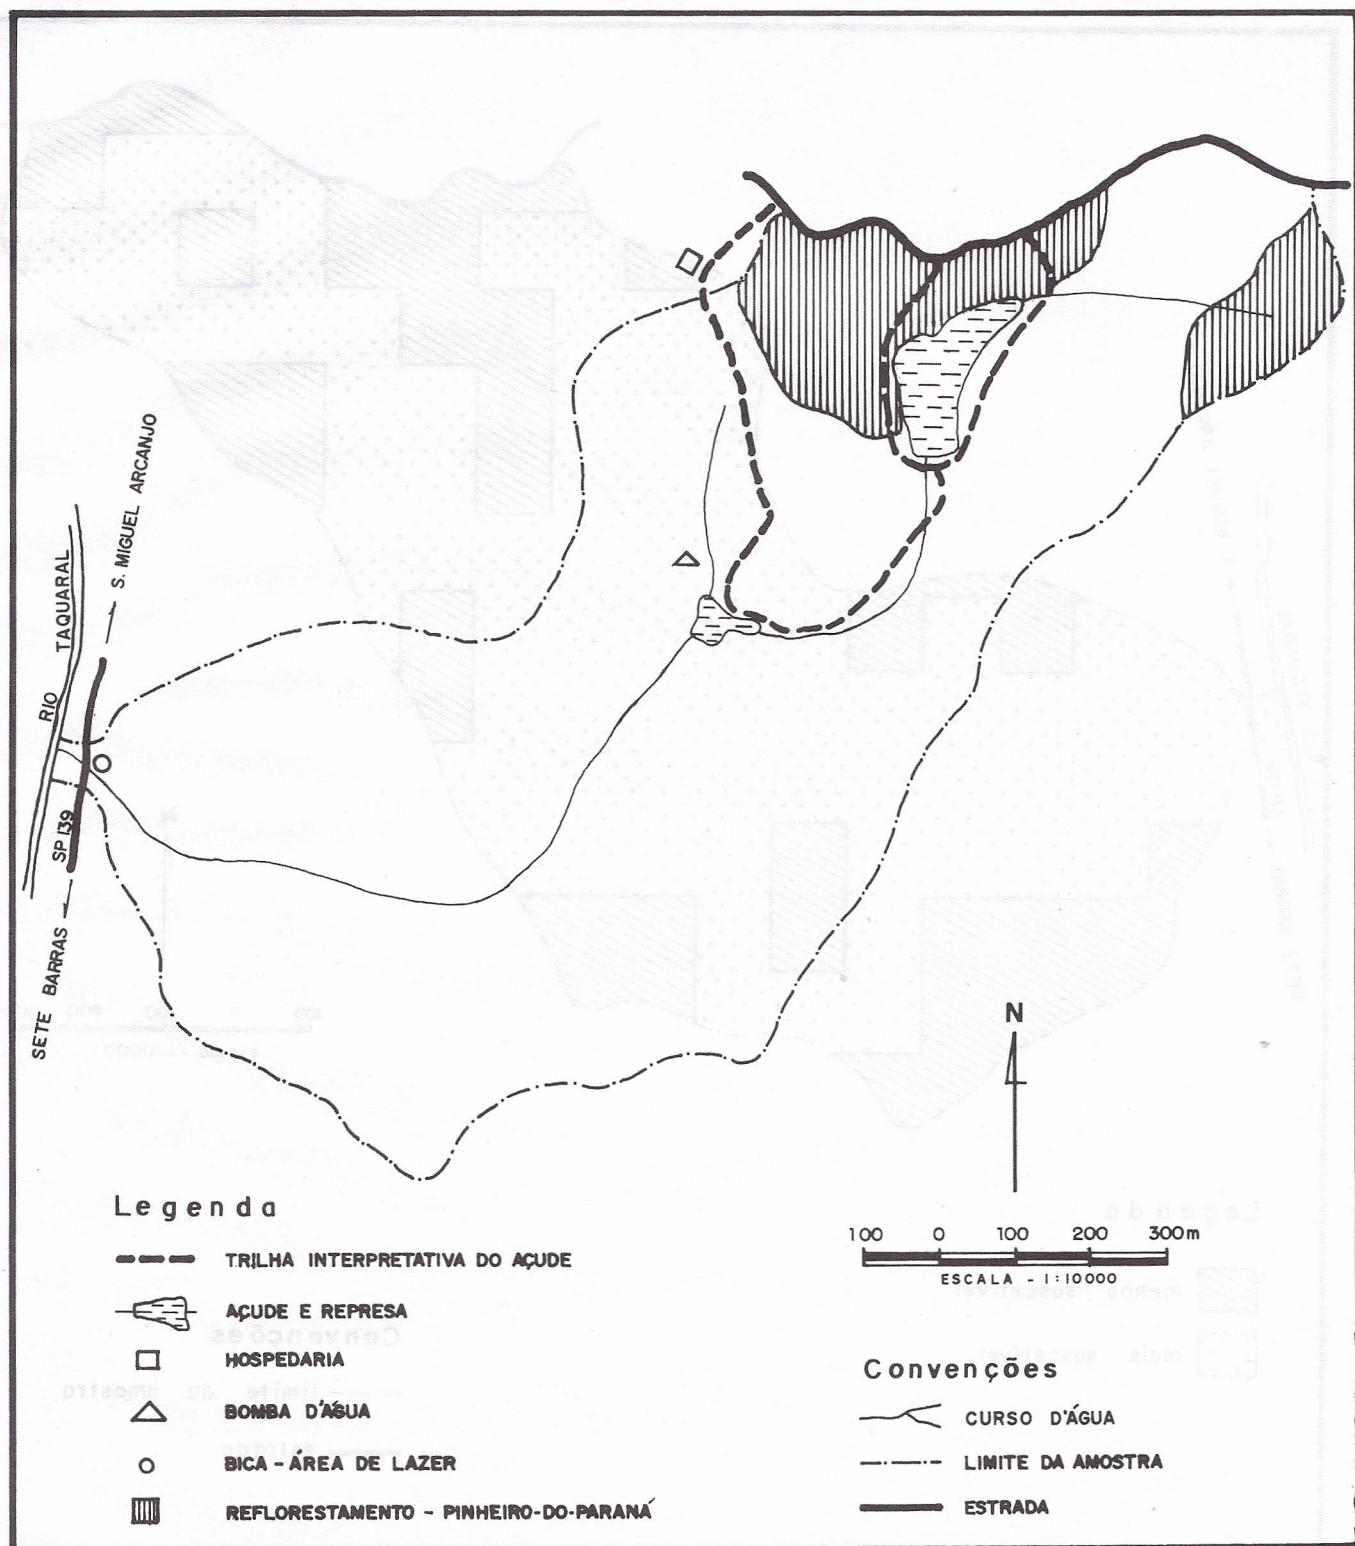 S. MIGUEL ARCANJO
RIO TAQUARAL
SP 139
SETE BARRAS
N
100 0 100 200 300m
ESCALA - 1:10000
Legenda
TRILHA INTERPRETATIVA DO AÇUDE
AÇUDE E REPRESA
HOSPEDARIA
BOMBA D'ÁGUA
BICA - ÁREA DE LAZER
REFLORESTAMENTO - PINHEIRO-DO-PARANÁ
Convenções
CURSO D'ÁGUA
LIMITE DA AMOSTRA
ESTRADA